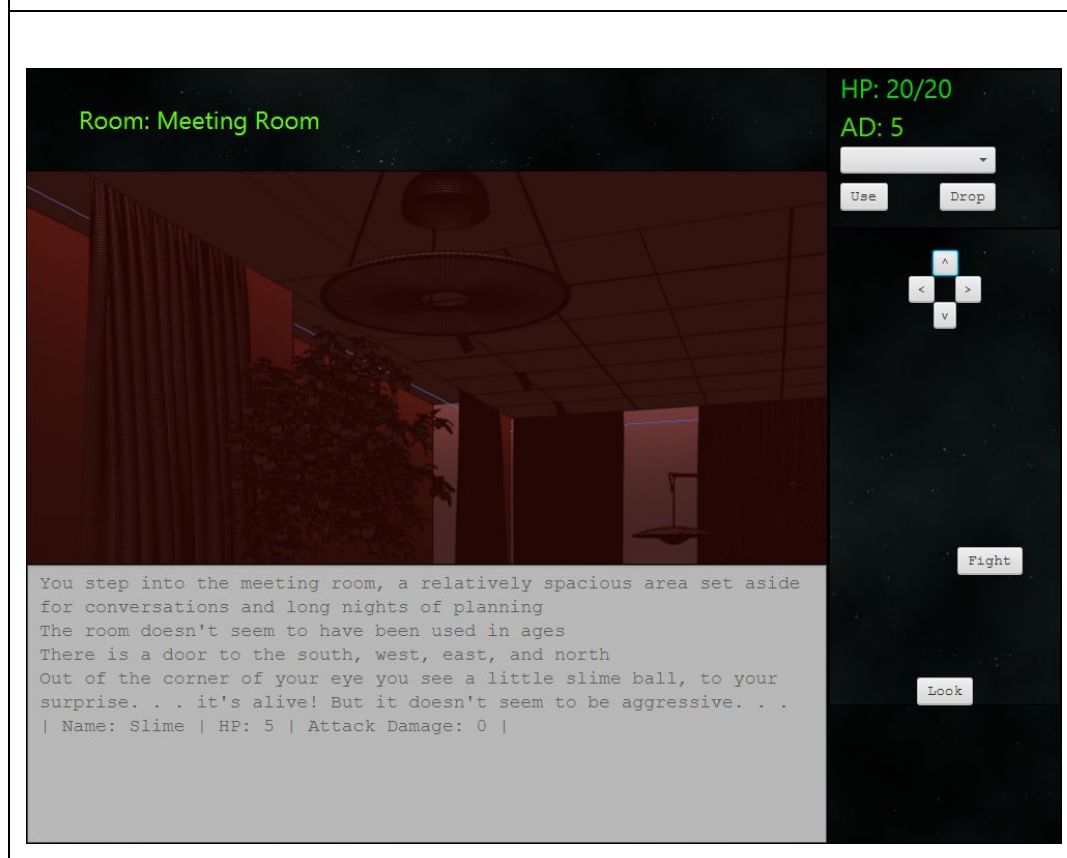 Room: Meeting Room
HP: 20/20
AD: 5
Use
Drop
^
< >
v
Fight
Look
You step into the meeting room, a relatively spacious area set aside
for conversations and long nights of planning
The room doesn't seem to have been used in ages
There is a door to the south, west, east, and north
Out of the corner of your eye you see a little slime ball, to your
surprise. . . it's alive! But it doesn't seem to be aggressive. . .
| Name: Slime | HP: 5 | Attack Damage: 0 |